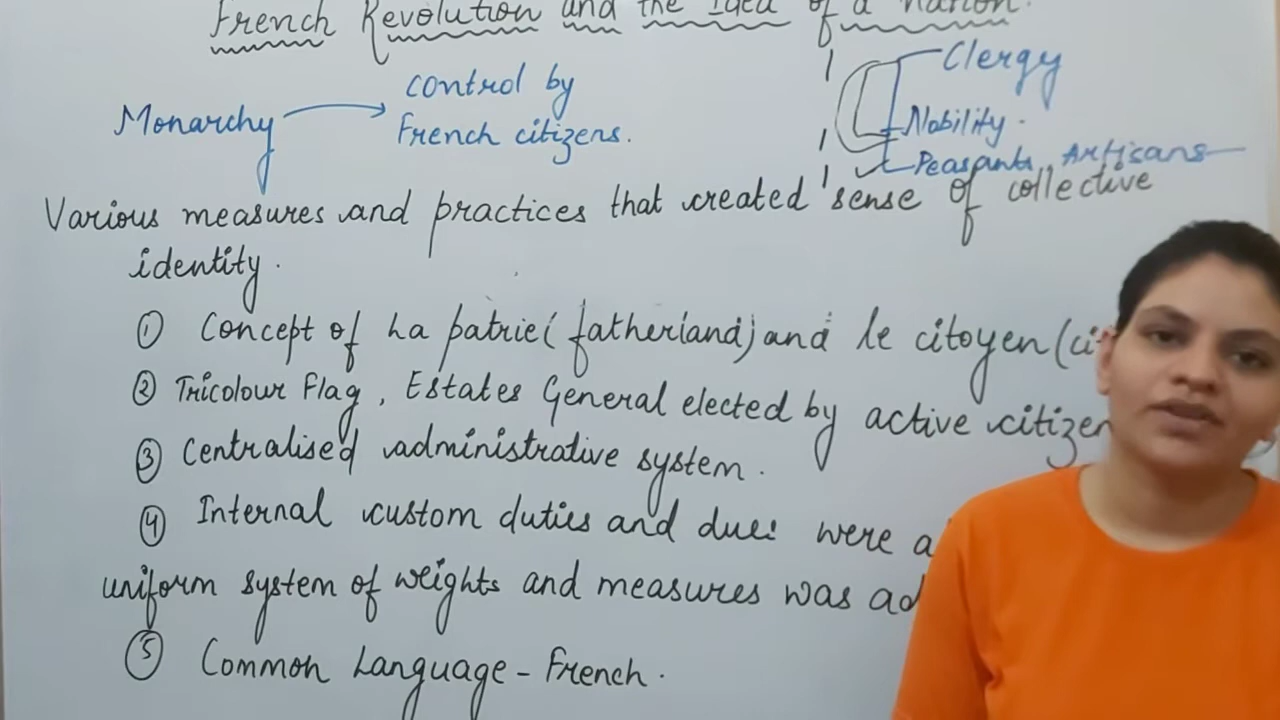 French Revolution and the idea of a nation.
Monarchy → control by
French citizens.
Clergy
Nobility.
Peasants, Artisans
Various measures and practices that created sense of collective
identity.
① Concept of La patrie (fatherland) and le citoyen (ci
② Tricolour Flag, Estates General elected by active citizen
③ Centralised administrative system.
④ Internal custom duties and dues were a
uniform system of weights and measures was ad
⑤ Common Language - French.